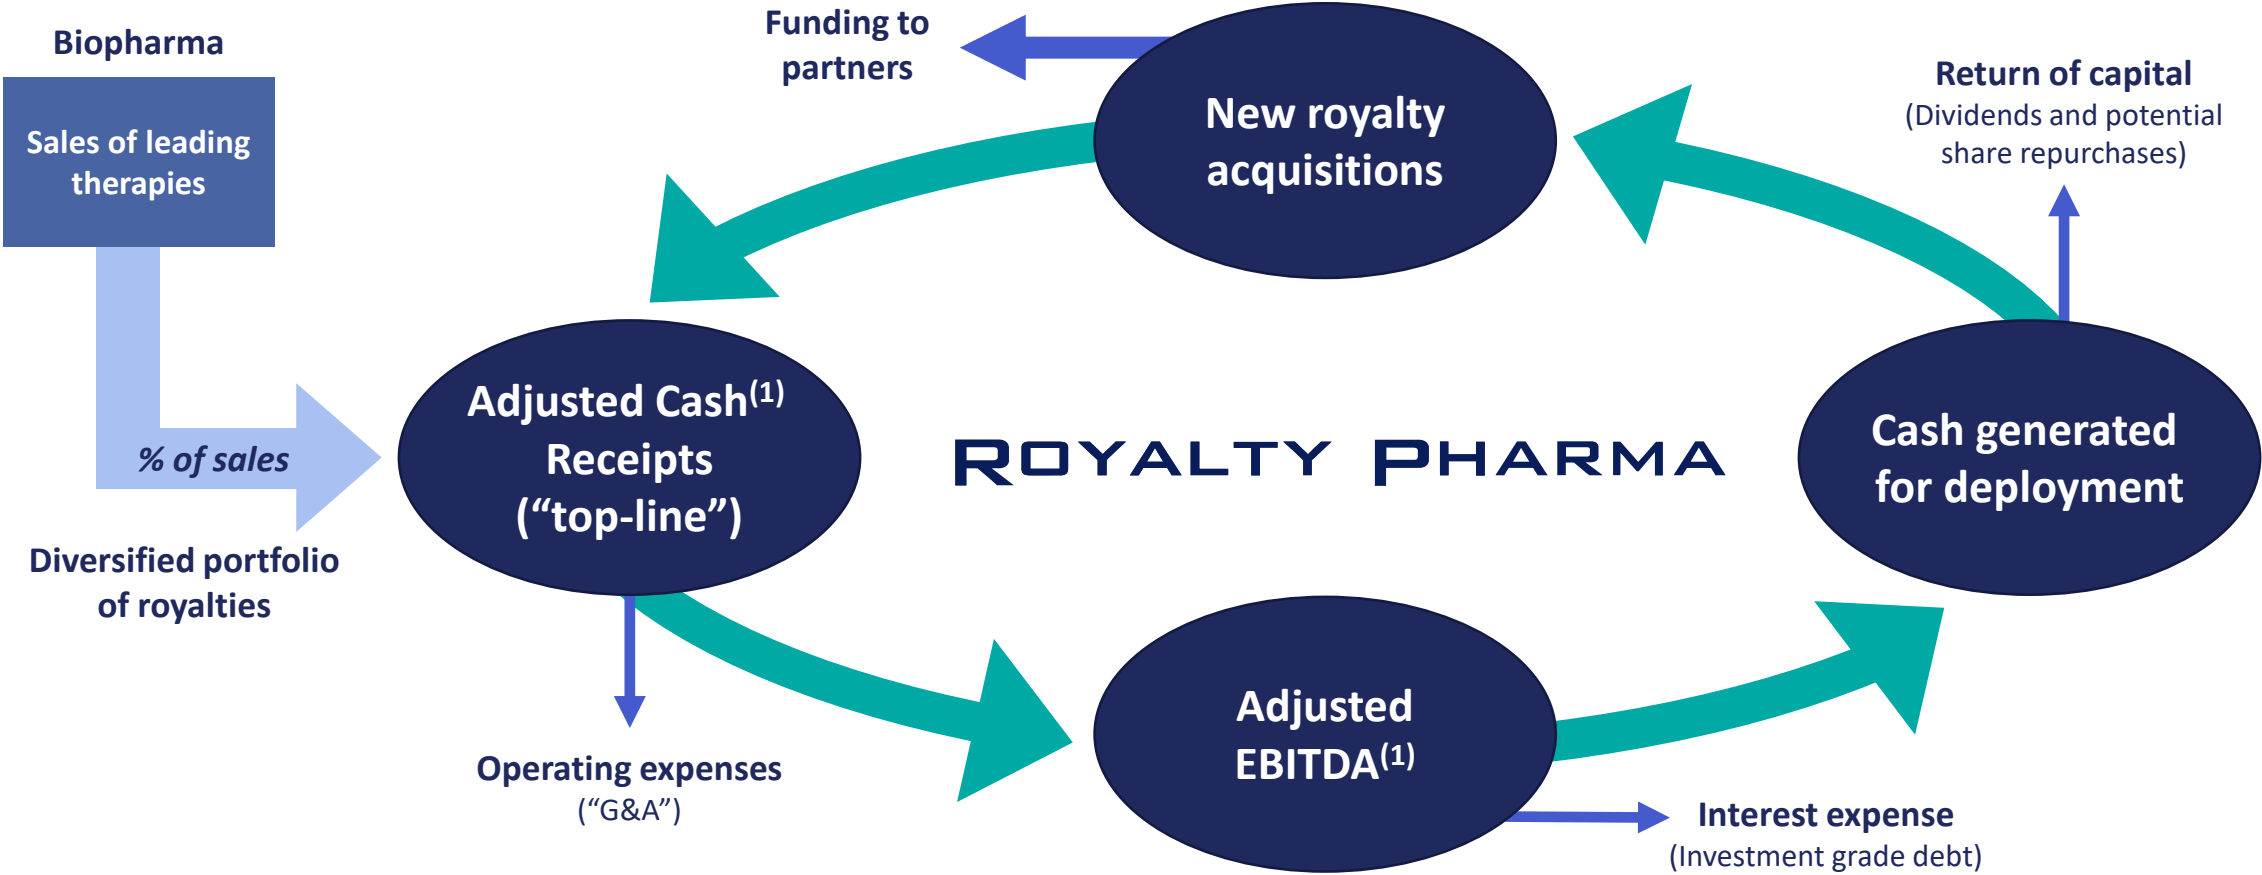 Biopharma
Sales of leading
therapies
% of sales
Diversified portfolio
of royalties
Funding to
partners
New royalty
acquisitions
Return of capital
(Dividends and potential
share repurchases)
Adjusted Cash(1)
Receipts
(“top-line”)
ROYALTY PHARMA
Cash generated
for deployment
Operating expenses
(“G&A”)
Adjusted
EBITDA(1)
Interest expense
(Investment grade debt)